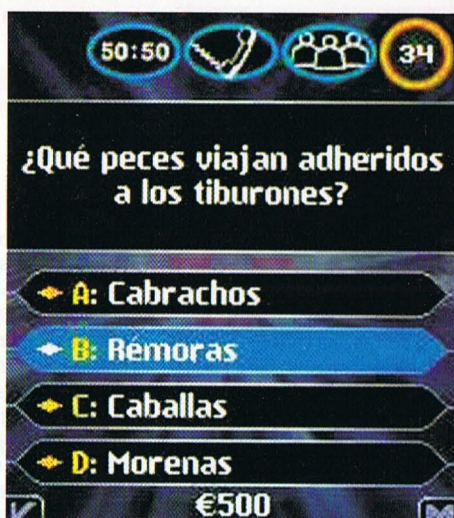 50:50
34
¿Qué peces viajan adheridos
a los tiburones?
A: Cabrachos
B: Rémoras
C: Caballas
D: Morenas
€500